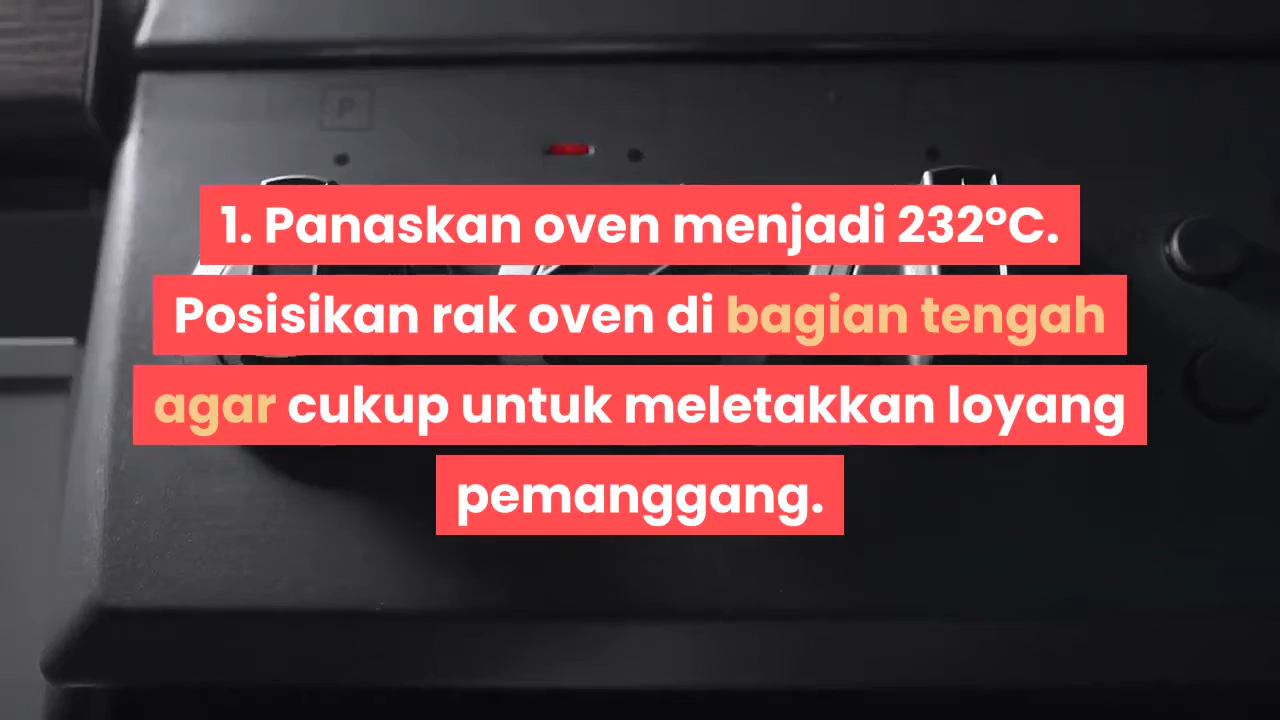 1. Panaskan oven menjadi 232°C.
Posisikan rak oven di bagian tengah
agar cukup untuk meletakkan loyang
pemanggang.